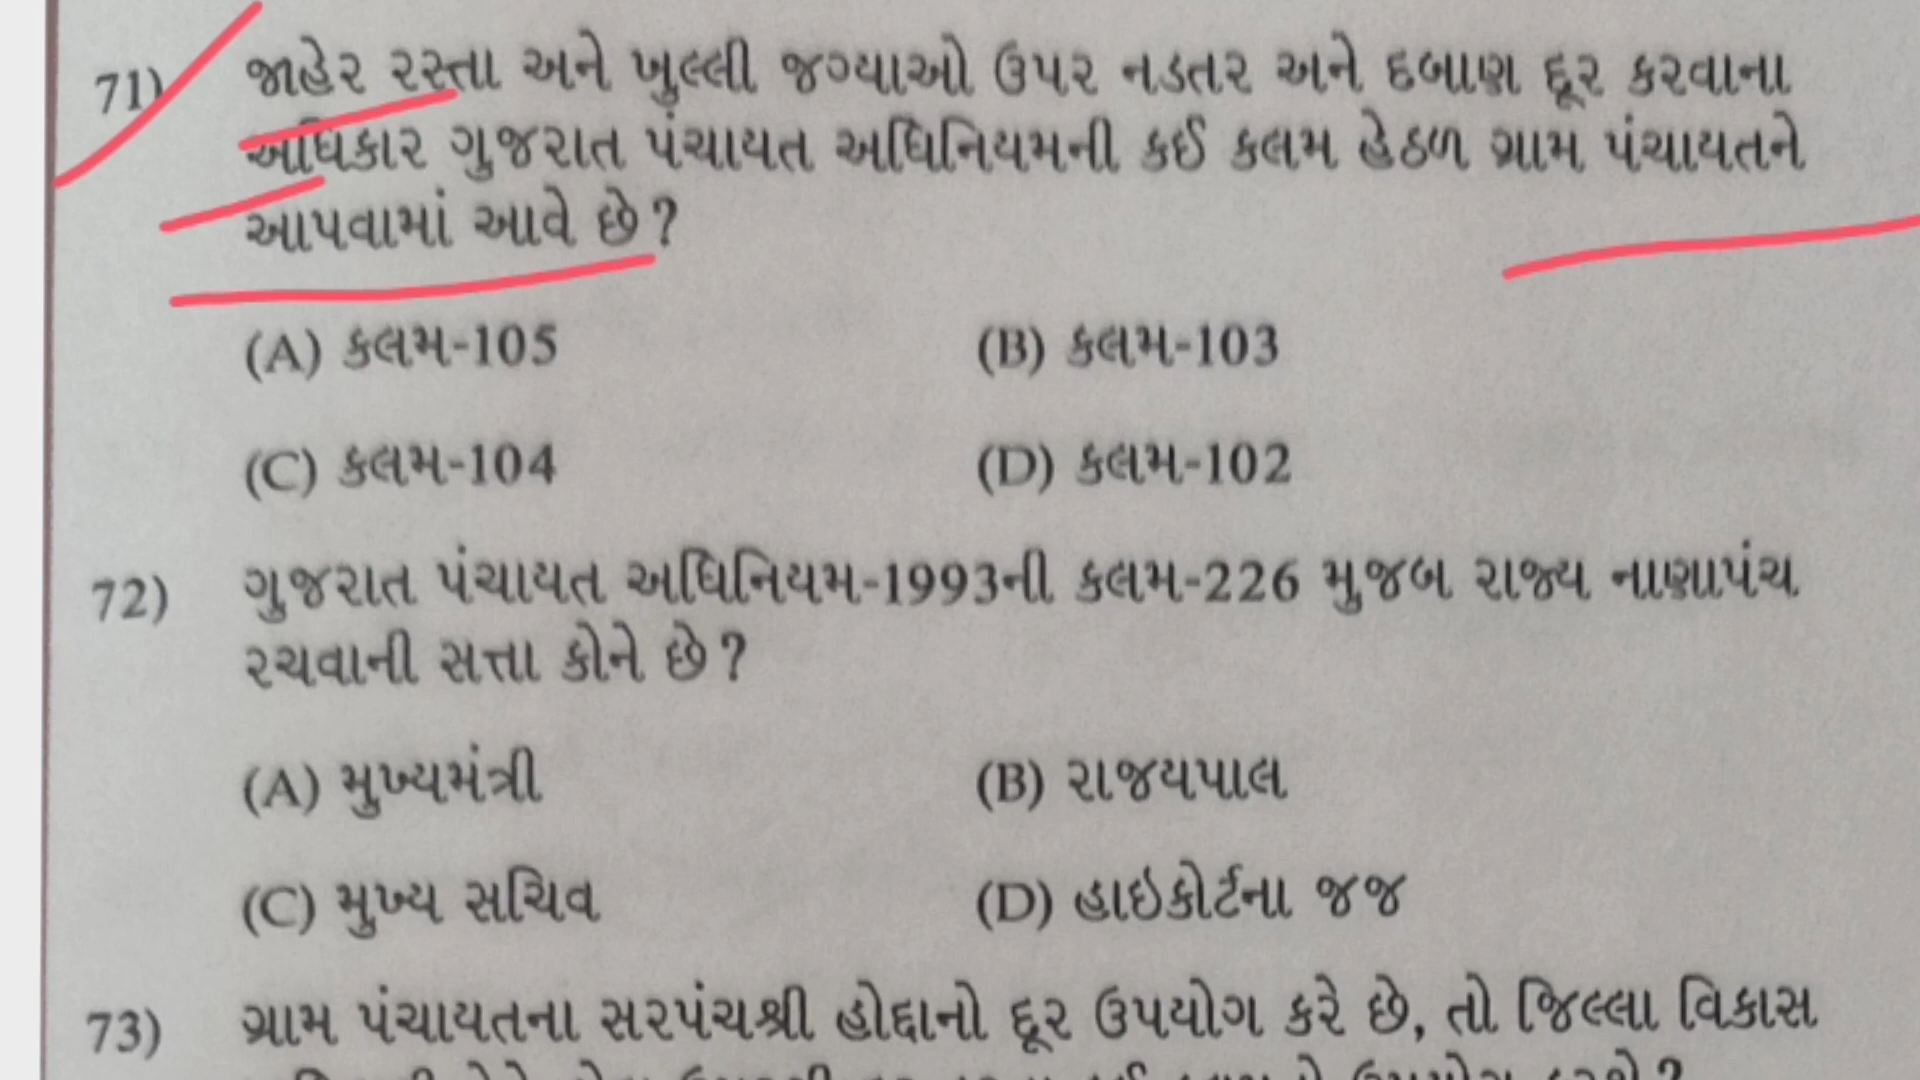 71) જાહેર રસ્તા અને ખુલ્લી જગ્યાઓ ઉપર નડતર અને દબાણ દૂર કરવાના
અધિકાર ગુજરાત પંચાયત અધિનિયમની કઈ કલમ હેઠળ ગ્રામ પંચાયતને
આપવામાં આવે છે?
(A) કલમ-105 (B) કલમ-103
(C) કલમ-104 (D) કલમ-102
72) ગુજરાત પંચાયત અધિનિયમ-1993ની કલમ-226 મુજબ રાજ્ય નાણાપંચ
રચવાની સત્તા કોને છે?
(A) મુખ્યમંત્રી (B) રાજયપાલ
(C) મુખ્ય સચિવ (D) હાઇકોર્ટના જજ
73) ગ્રામ પંચાયતના સરપંચશ્રી હોદ્દાનો દૂર ઉપયોગ કરે છે, તો જિલ્લા વિકાસ